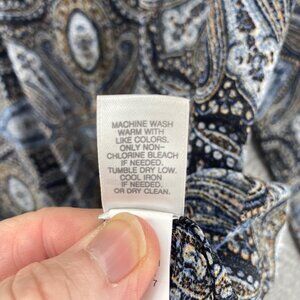 MACHINE WASH
WARM WITH
LIKE COLORS.
ONLY NON-
CHLORINE BLEACH
IF NEEDED.
TUMBLE DRY LOW.
COOL IRON
IF NEEDED.
OR DRY CLEAN.